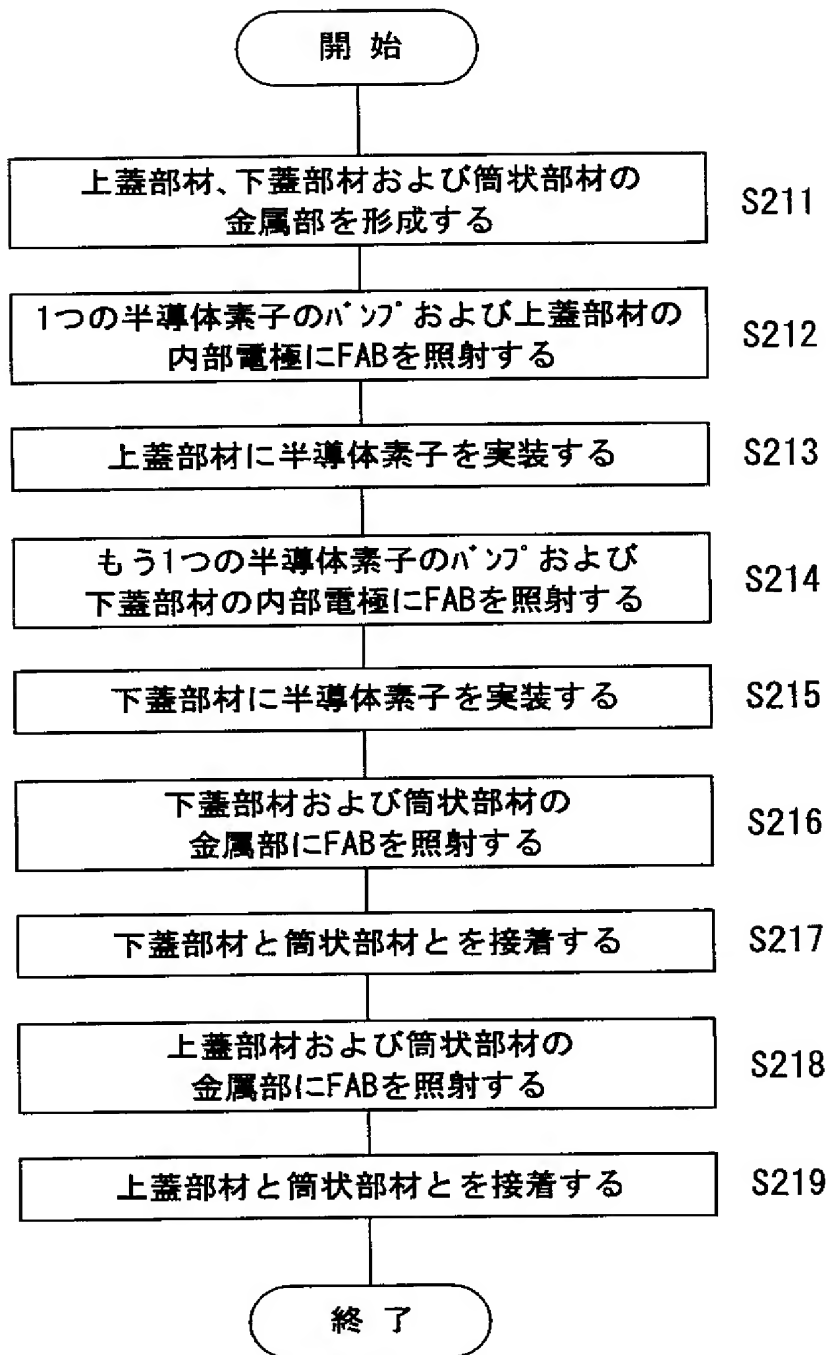 開始
上蓋部材、下蓋部材および筒状部材の
金属部を形成する
S211
1つの半導体素子のﾊﾞﾝﾌﾟおよび上蓋部材の
内部電極にFABを照射する
S212
上蓋部材に半導体素子を実装する
S213
もう1つの半導体素子のﾊﾞﾝﾌﾟおよび
下蓋部材の内部電極にFABを照射する
S214
下蓋部材に半導体素子を実装する
S215
下蓋部材および筒状部材の
金属部にFABを照射する
S216
下蓋部材と筒状部材とを接着する
S217
上蓋部材および筒状部材の
金属部にFABを照射する
S218
上蓋部材と筒状部材とを接着する
S219
終了